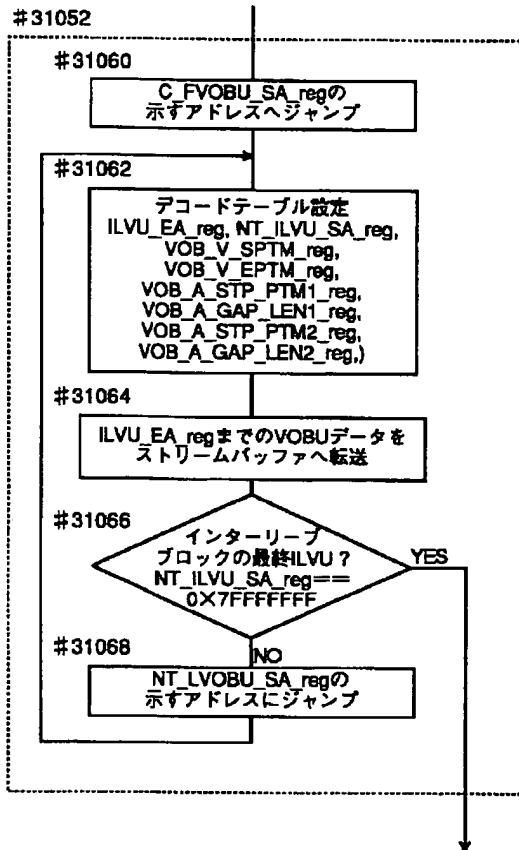 #31052
#31060
C_FVOBU_SA_regの
示すアドレスへジャンプ
#31062
デコードテーブル設定
ILVU_EA_reg, NT_ILVU_SA_reg,
VOB_V_SPTM_reg,
VOB_V_EPTM_reg,
VOB_A_STP_PTM1_reg,
VOB_A_GAP_LEN1_reg,
VOB_A_STP_PTM2_reg,
VOB_A_GAP_LEN2_reg,)
#31064
ILVU_EA_regまでのVOBUデータを
ストリームバッファへ転送
#31066
インターリーブ
ブロックの最終ILVU?
NT_ILVU_SA_reg==
0×7FFFFFFF
YES
NO
#31068
NT_LVOBU_SA_regの
示すアドレスにジャンプ